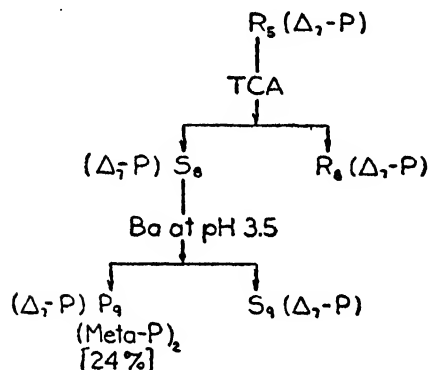 R₅ (Δ₇-P)
TCA
(Δ₇-P) S₈ R₈ (Δ₇-P)
Ba at pH 3.5
(Δ₇-P) P₉ S₉ (Δ₇-P)
(Meta-P)₂
[24%]